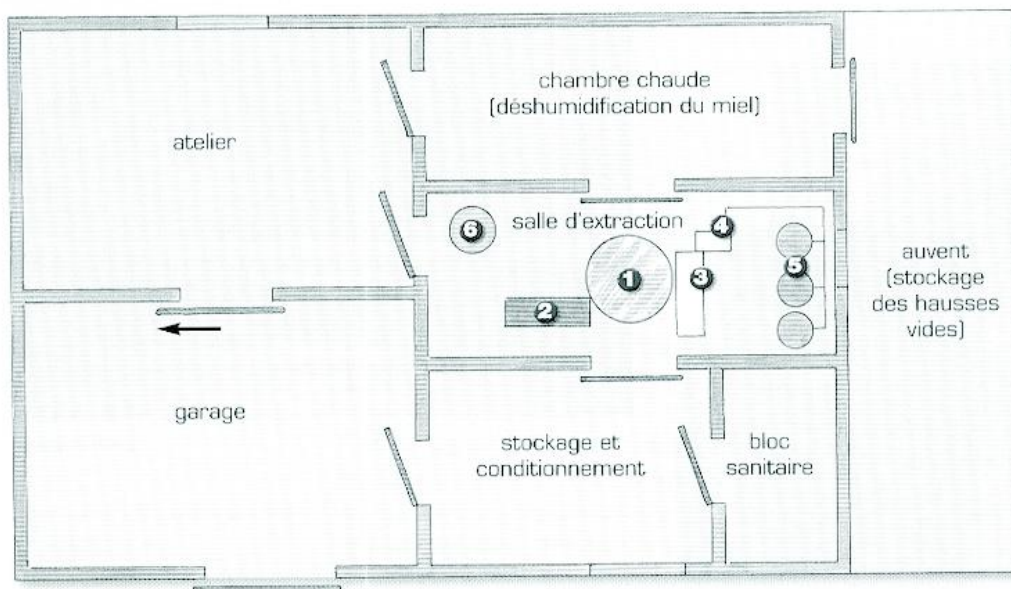 chambre chaude
(déshumidification du miel)
atelier
salle d'extraction
6
4
1
3
5
2
auvent
(stockage
des hausses
vides)
garage
stockage et
conditionnement
bloc
sanitaire